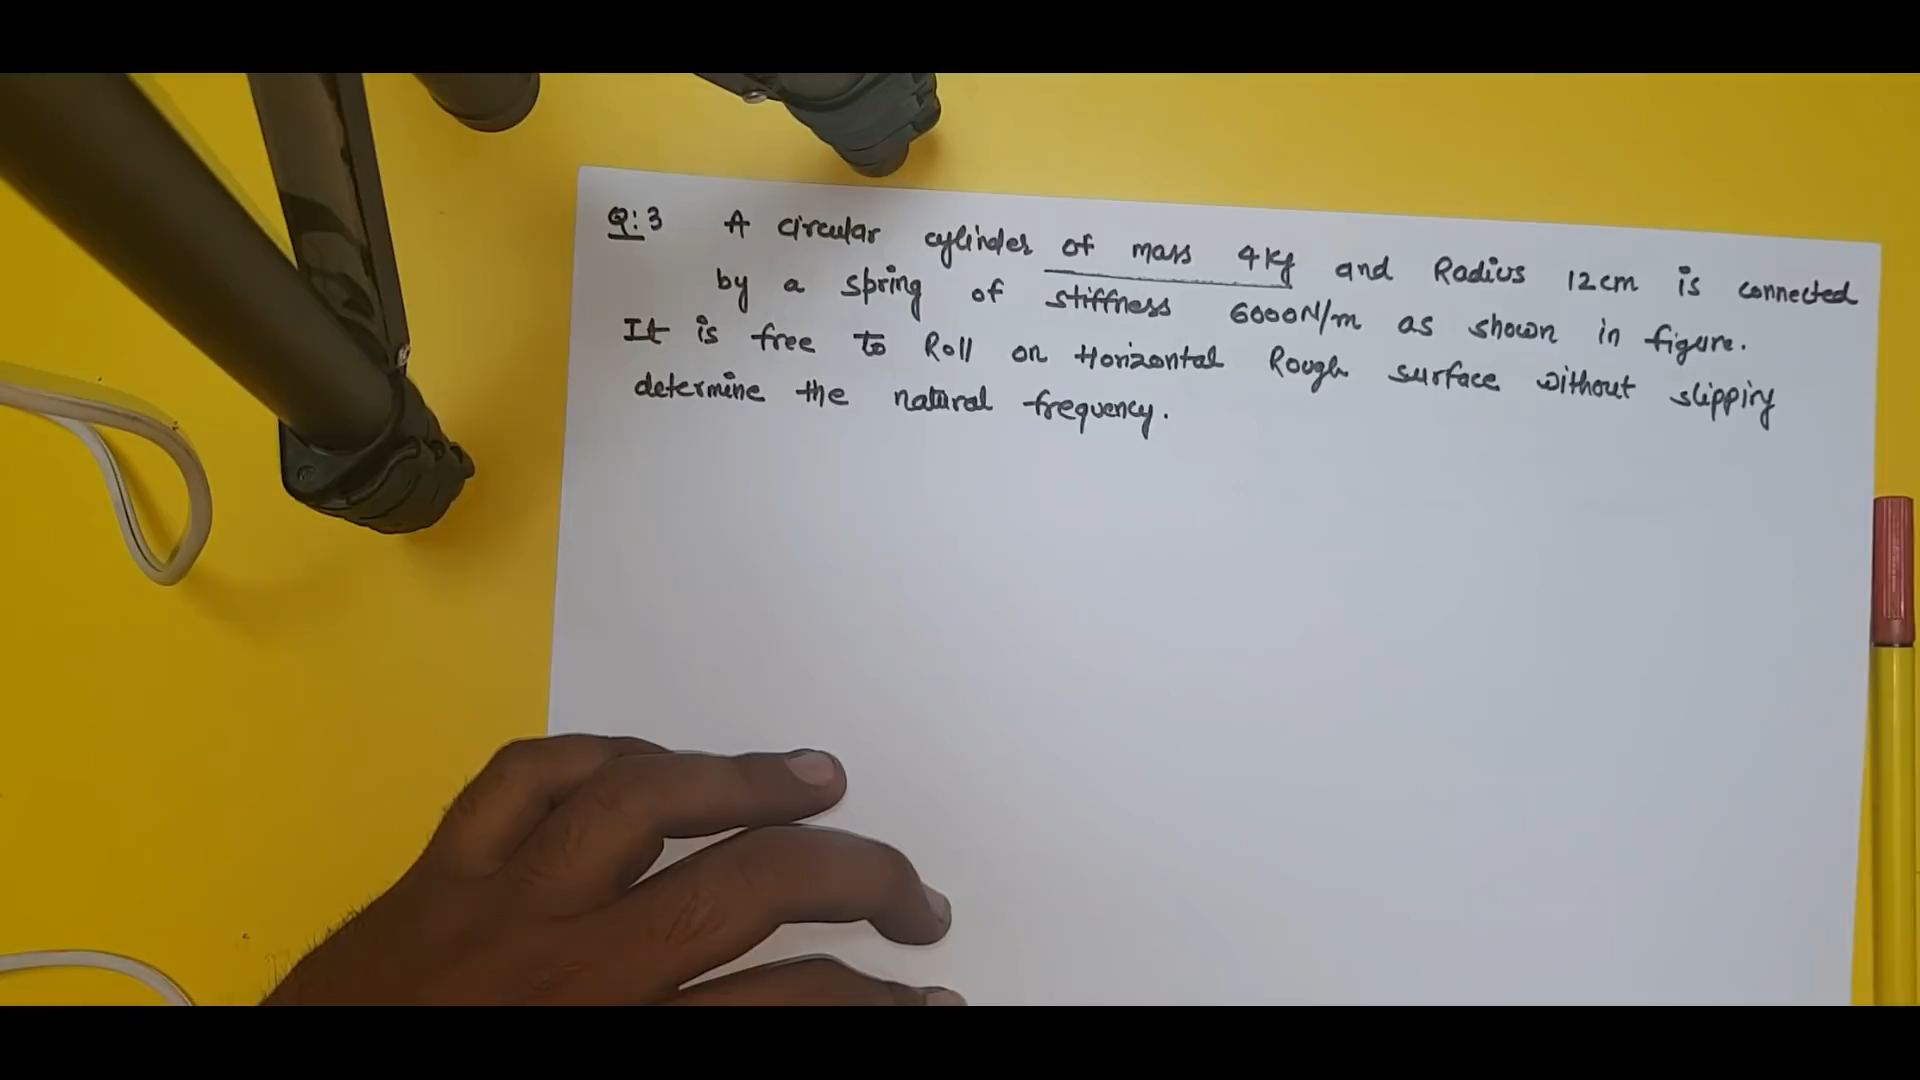 Q:3 A circular cylinder of mass 4Kg and Radius 12cm is connected
by a spring of stiffness 6000N/m as shown in figure.
It is free to Roll on Horizontal Rough surface without slipping
determine the natural frequency.